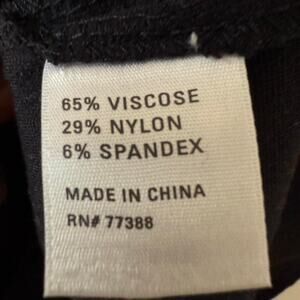 65% VISCOSE
29% NYLON
6% SPANDEX
MADE IN CHINA
RN# 77388